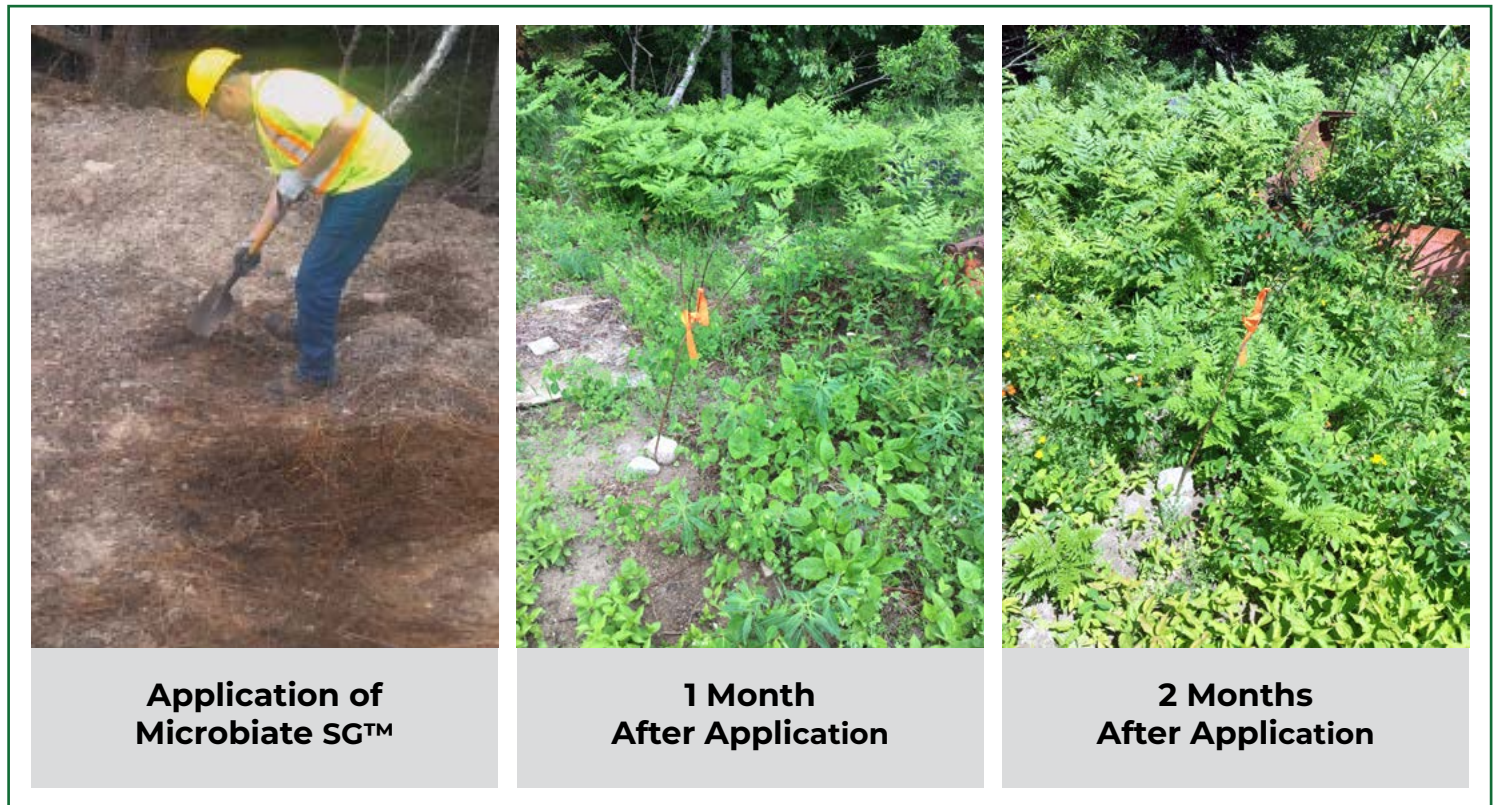 Application of
Microbiate SG™
1 Month
After Application
2 Months
After Application